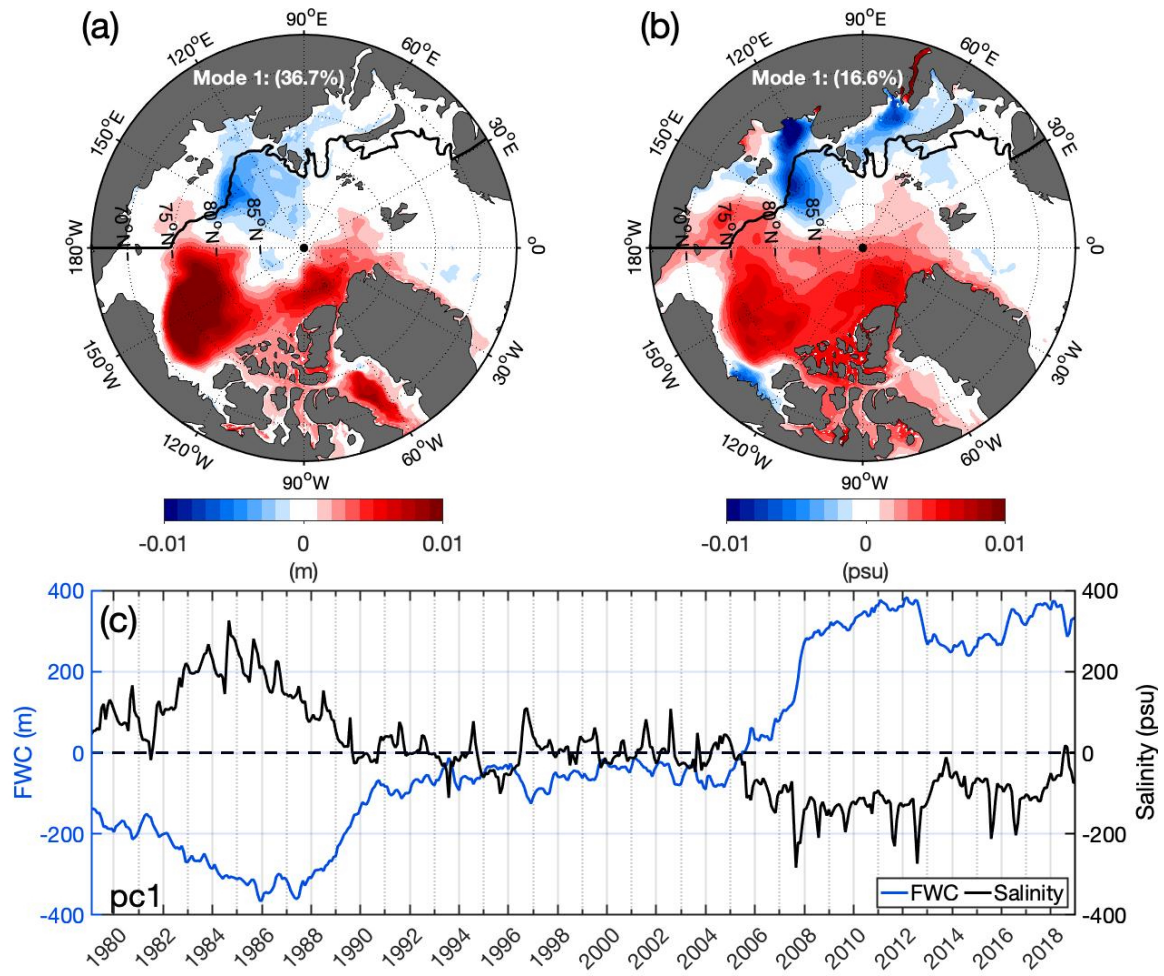 (a)
90°E
120°E
60°E
Mode 1: (36.7%)
150°E
30°E
70°N
75°N
80°N
85°N
180°W
0
150°W
30°W
120°W
60°W
90°W
-0.01
0
0.01
(m)
(b)
90°E
120°E
60°E
Mode 1: (16.6%)
150°E
30°E
70°N
75°N
80°N
85°N
180°W
0
150°W
30°W
120°W
60°W
90°W
-0.01
0
0.01
(psu)
(c)
400
200
0
-200
-400
FWC (m)
400
200
0
-200
-400
Salinity (psu)
pc1
FWC
Salinity
1980
1982
1984
1986
1988
1990
1992
1994
1996
1998
2000
2002
2004
2006
2008
2010
2012
2014
2016
2018